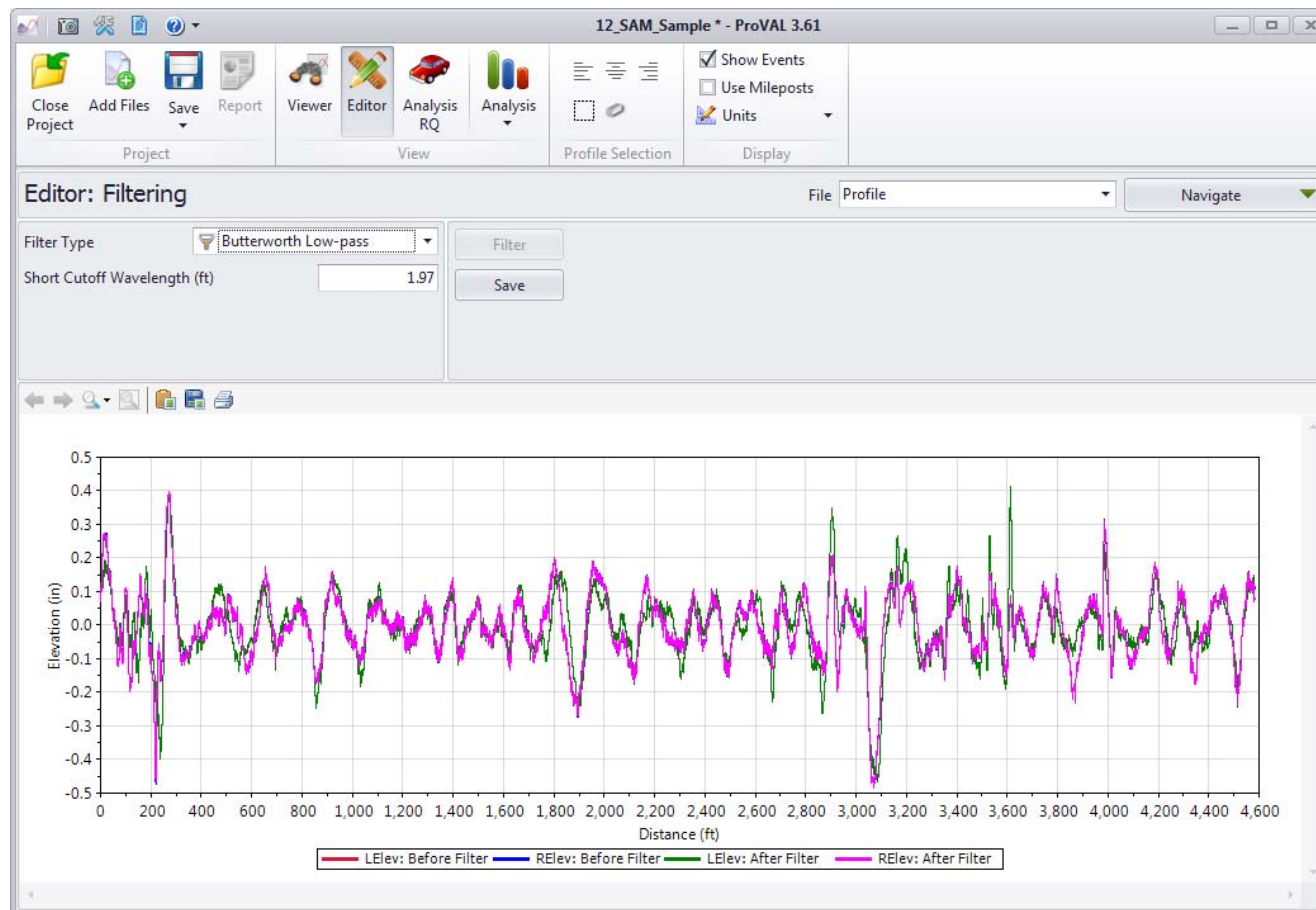 12_SAM_Sample * - ProVAL 3.61
Close Project
Add Files
Save
Report
Viewer
Editor
Analysis RQ
Analysis
Show Events
Use Mileposts
Units
Project
View
Profile Selection
Display
Editor: Filtering
File Profile
Navigate
Filter Type Butterworth Low-pass
Filter
Short Cutoff Wavelength (ft) 1.97
Save
0.5
0.4
0.3
0.2
0.1
0.0
-0.1
-0.2
-0.3
-0.4
-0.5
Elevation (in)
0 200 400 600 800 1,000 1,200 1,400 1,600 1,800 2,000 2,200 2,400 2,600 2,800 3,000 3,200 3,400 3,600 3,800 4,000 4,200 4,400 4,600
Distance (ft)
LElev: Before Filter RElev: Before Filter LElev: After Filter RElev: After Filter